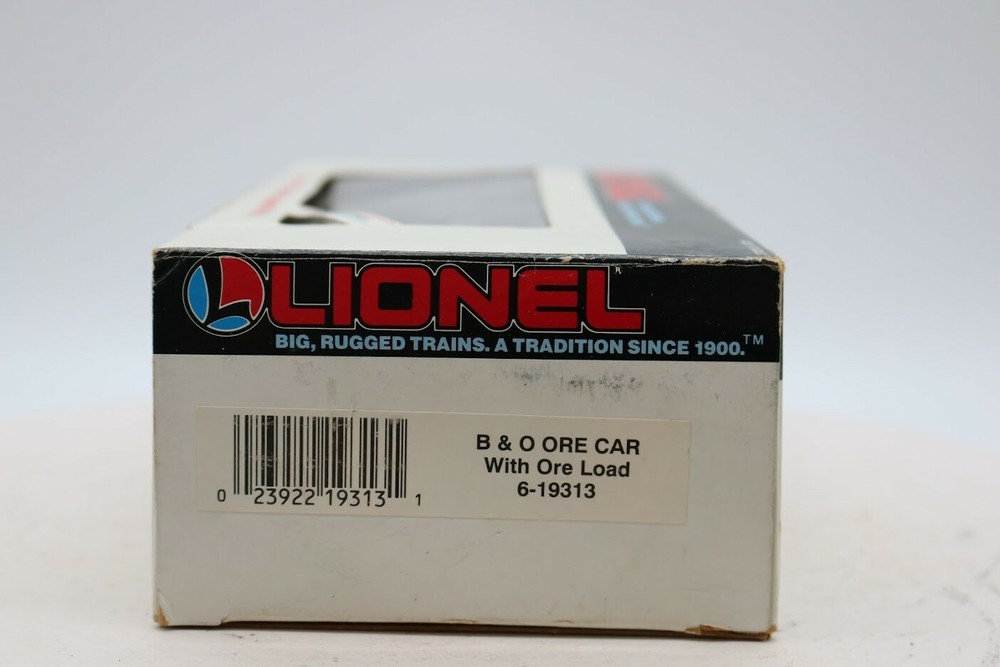 LIONEL®
BIG, RUGGED TRAINS. A TRADITION SINCE 1900.™
B & O ORE CAR
With Ore Load
6-19313
0 23922 19313 1